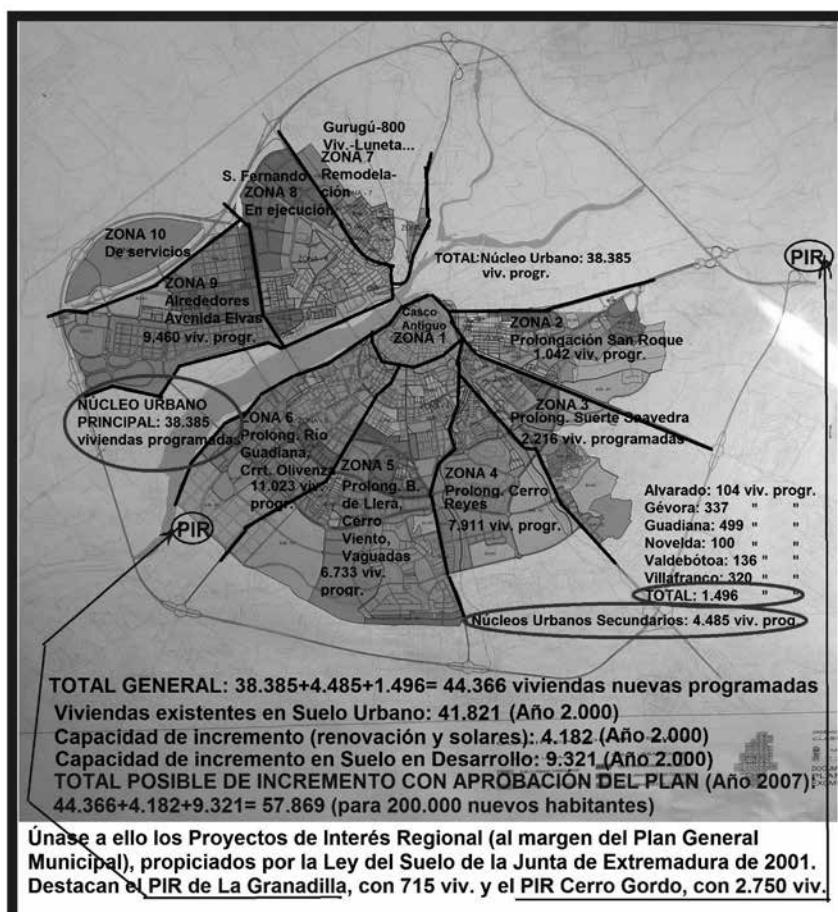 Gurugú-800
Viv.-Luneta...
ZONA 7
Remodela-
ción
S. Fernando
ZONA 8
En ejecución
ZONA 10
De servicios
TOTAL:Núcleo Urbano: 38.385
viv. progr.
PIR
ZONA 9
Alrededores
Avenida Elvas
9,460 viv. progr.
Casco
Antiguo
ZONA 1
ZONA 2
Prolongación San Roque
1.042 viv. progr.
ZONA 3
Prolong. Suerte Saavedra
2.216 viv. programadas
NÚCLEO URBANO
PRINCIPAL: 38.385
viviendas programadas
ZONA 6
Prolong. Río
Guadiana,
Crrt. Olivenza
11.023 viv.
progr.
ZONA 5
Prolong. B.
de Llera,
Cerro
Viento,
Vaguadas
6.733 viv.
progr.
ZONA 4
Prolong. Cerro
Reyes
7.911 viv. progr.
PIR
Alvarado: 104 viv. progr.
Gévora: 337 " "
Guadiana: 499 " "
Novelda: 100 " "
Valdebótoa: 136 " "
Villafranco: 320 " "
TOTAL: 1.496 " "
Núcleos Urbanos Secundarios: 4.485 viv. prog
TOTAL GENERAL: 38.385+4.485+1.496= 44.366 viviendas nuevas programadas
Viviendas existentes en Suelo Urbano: 41.821 (Año 2.000)
Capacidad de incremento (renovación y solares): 4.182 (Año 2.000)
Capacidad de incremento en Suelo en Desarrollo: 9.321 (Año 2.000)
TOTAL POSIBLE DE INCREMENTO CON APROBACIÓN DEL PLAN (Año 2007):
44.366+4.182+9.321= 57.869 (para 200.000 nuevos habitantes)
Únase a ello los Proyectos de Interés Regional (al margen del Plan General
Municipal), propiciados por la Ley del Suelo de la Junta de Extremadura de 2001.
Destacan el PIR de La Granadilla, con 715 viv. y el PIR Cerro Gordo, con 2.750 viv.